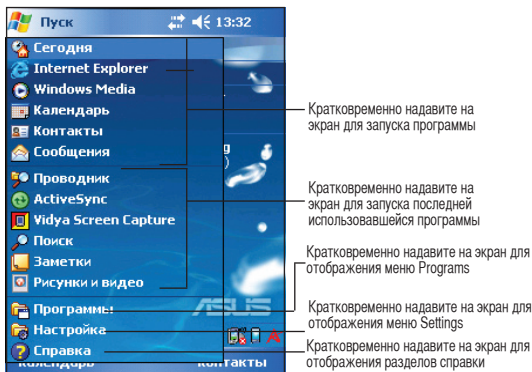 Пуск 13:32
Сегодня
Internet Explorer
Windows Media
Календарь
Контакты
Сообщения
Проводник
ActiveSync
Vidya Screen Capture
Поиск
Заметки
Рисунки и видео
Программы
Настройка
Справка
ASUS
Календарь Контакты
Кратковременно надавите на
экран для запуска программы
Кратковременно надавите на
экран для запуска последней
использовавшейся программы
Кратковременно надавите на экран для
отображения меню Programs
Кратковременно надавите на экран для
отображения меню Settings
Кратковременно надавите на экран для
отображения разделов справки